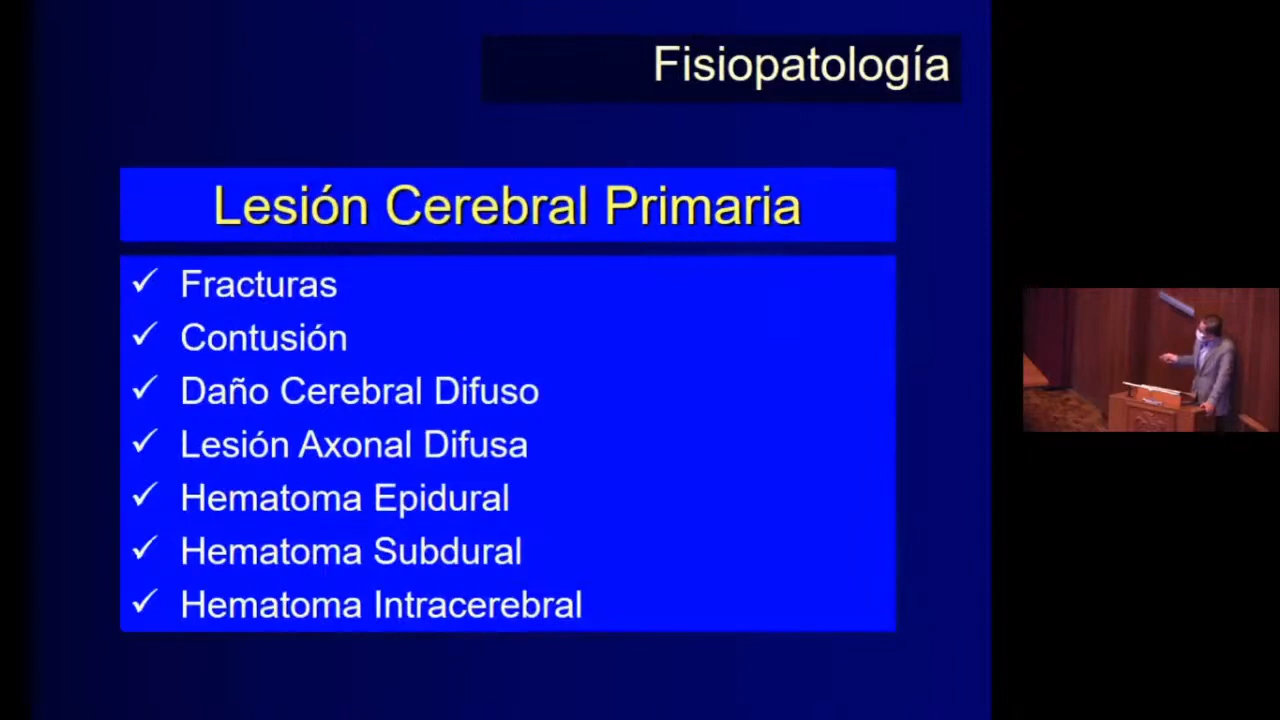 Fisiopatología
Lesión Cerebral Primaria
✓ Fracturas
✓ Contusión
✓ Daño Cerebral Difuso
✓ Lesión Axonal Difusa
✓ Hematoma Epidural
✓ Hematoma Subdural
✓ Hematoma Intracerebral